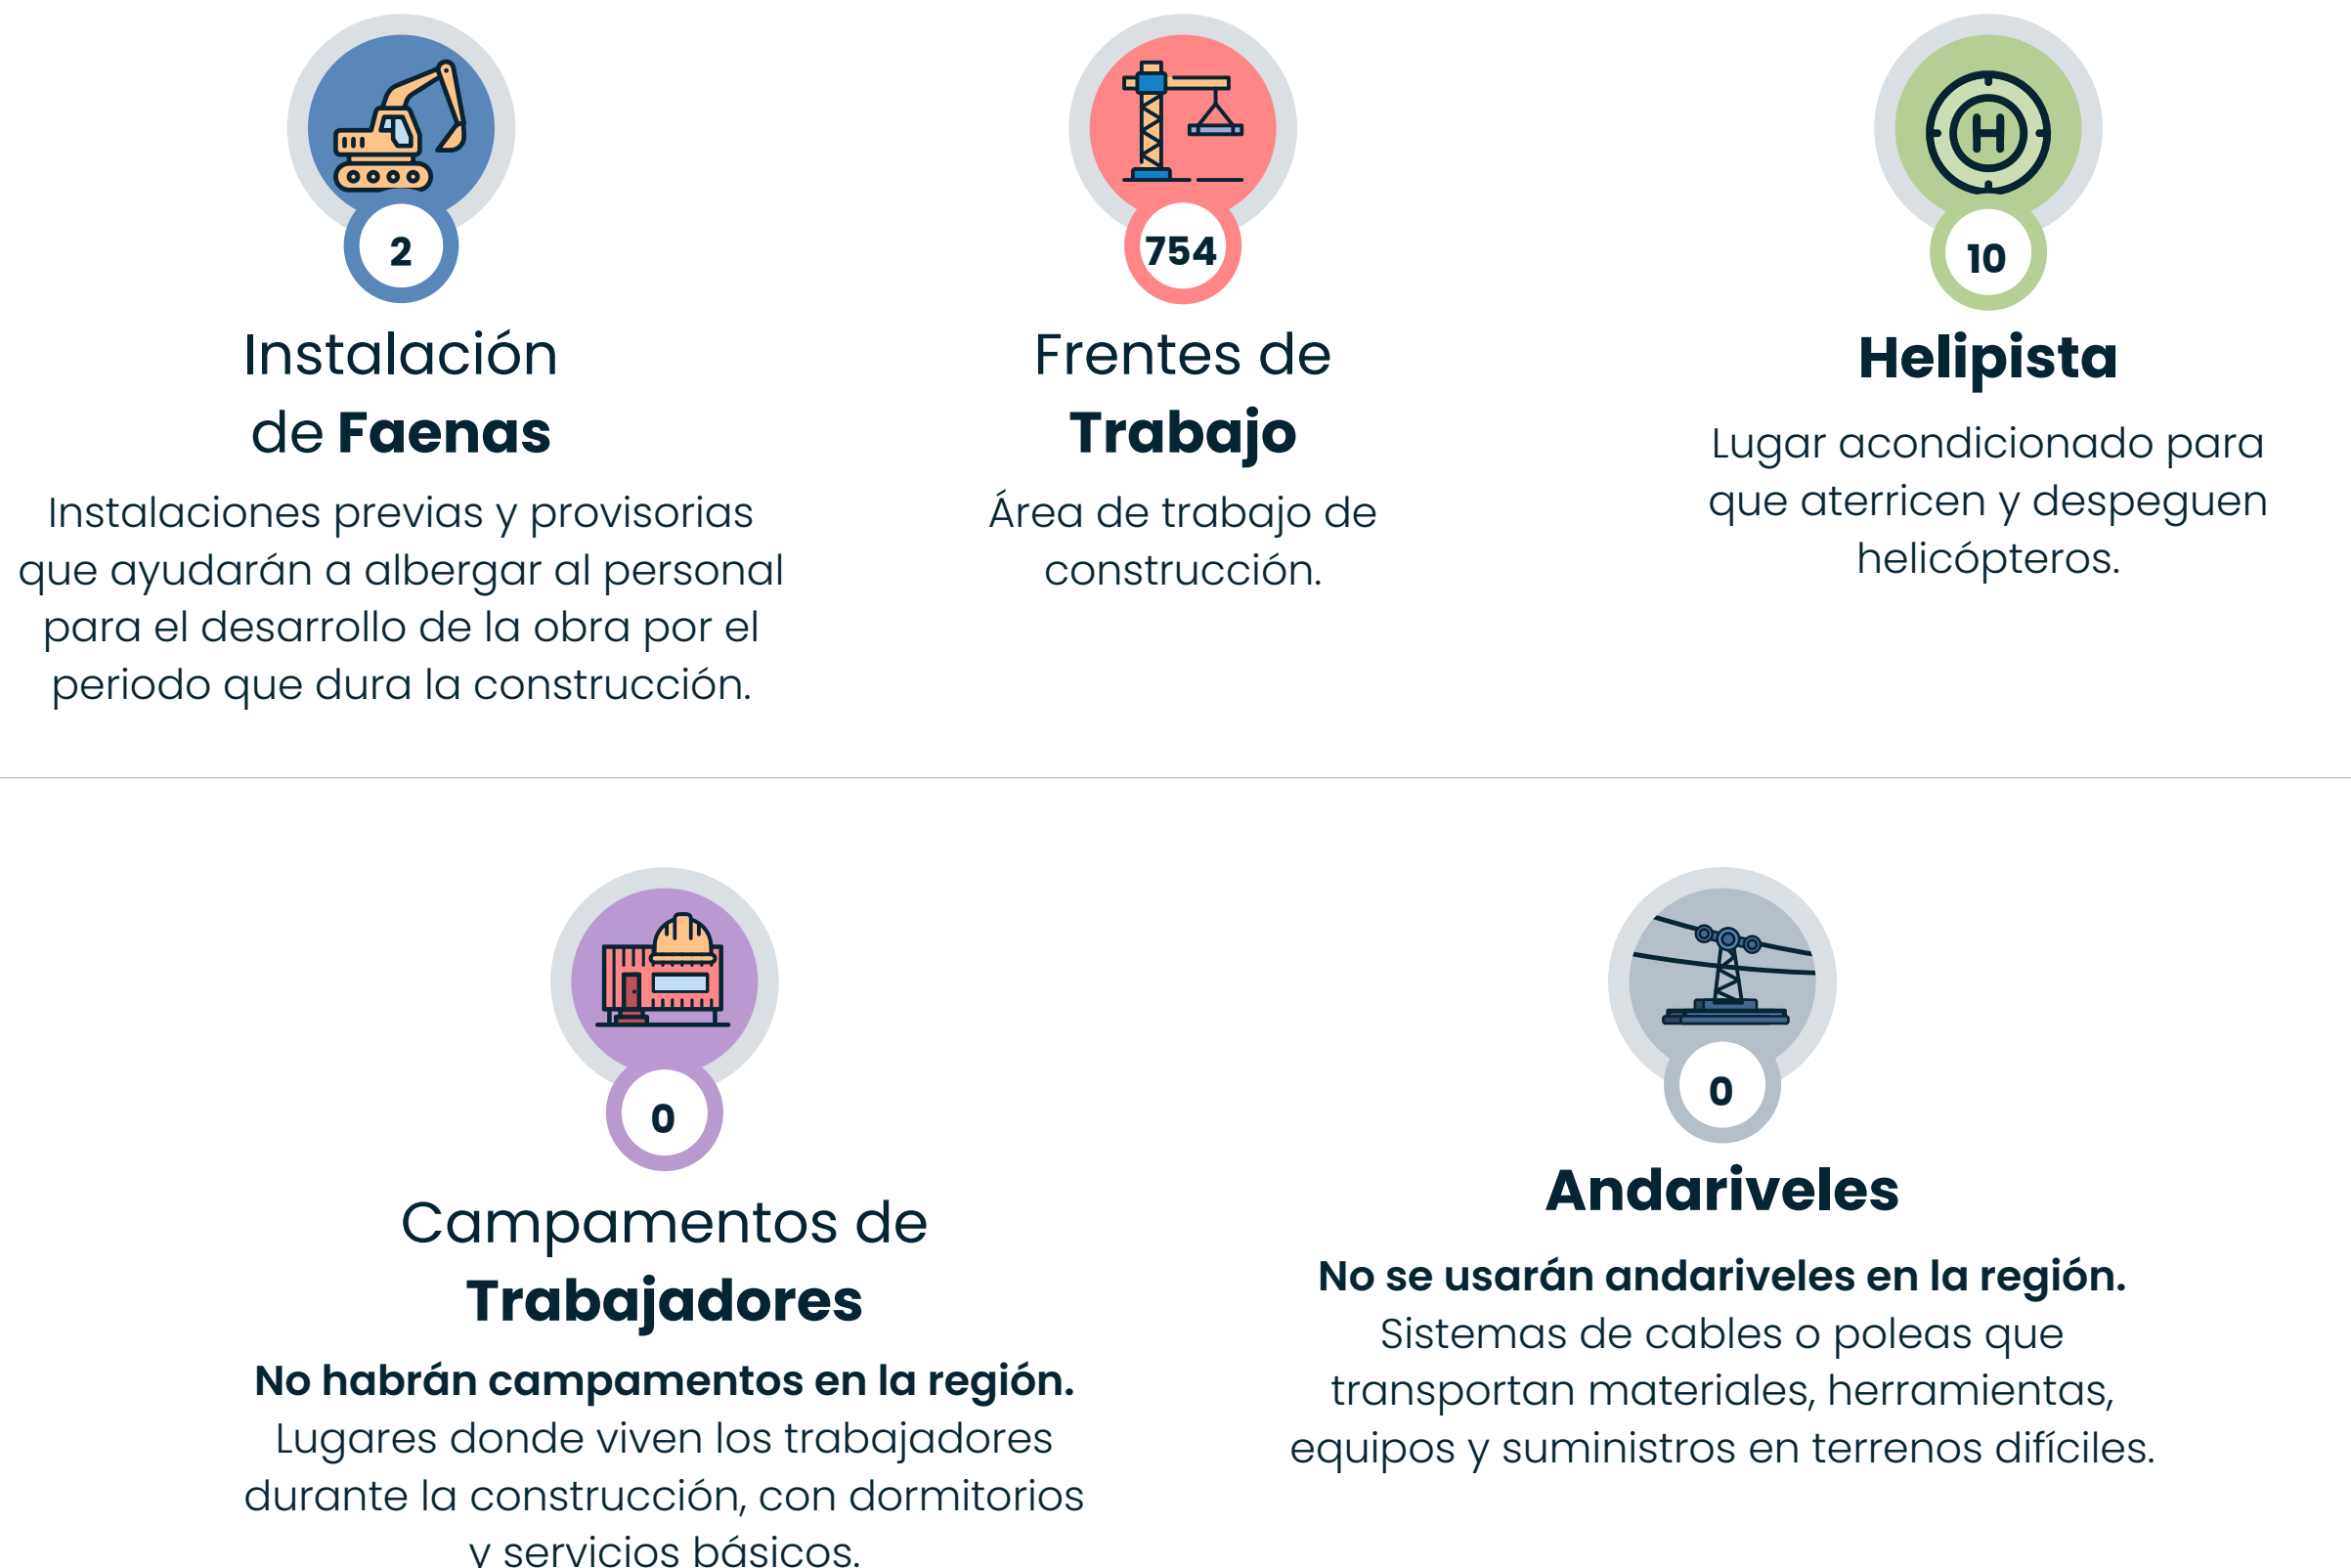 2
Instalación
de Faenas
Instalaciones previas y provisorias
que ayudarán a albergar al personal
para el desarrollo de la obra por el
periodo que dura la construcción.
754
Frentes de
Trabajo
Área de trabajo de
construcción.
H
10
Helipista
Lugar acondicionado para
que aterricen y despeguen
helicópteros.
0
Campamentos de
Trabajadores
No habrán campamentos en la región.
Lugares donde viven los trabajadores
durante la construcción, con dormitorios
y servicios básicos.
0
Andariveles
No se usarán andariveles en la región.
Sistemas de cables o poleas que
transportan materiales, herramientas,
equipos y suministros en terrenos difíciles.